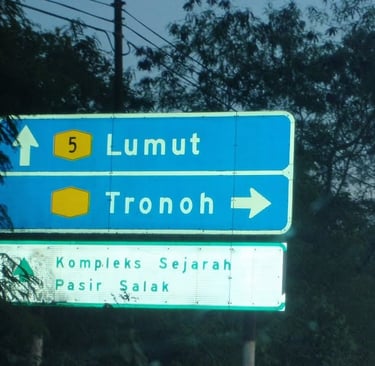 5 Lumut
Tronoh
Kompleks Sejarah
Pasir Salak